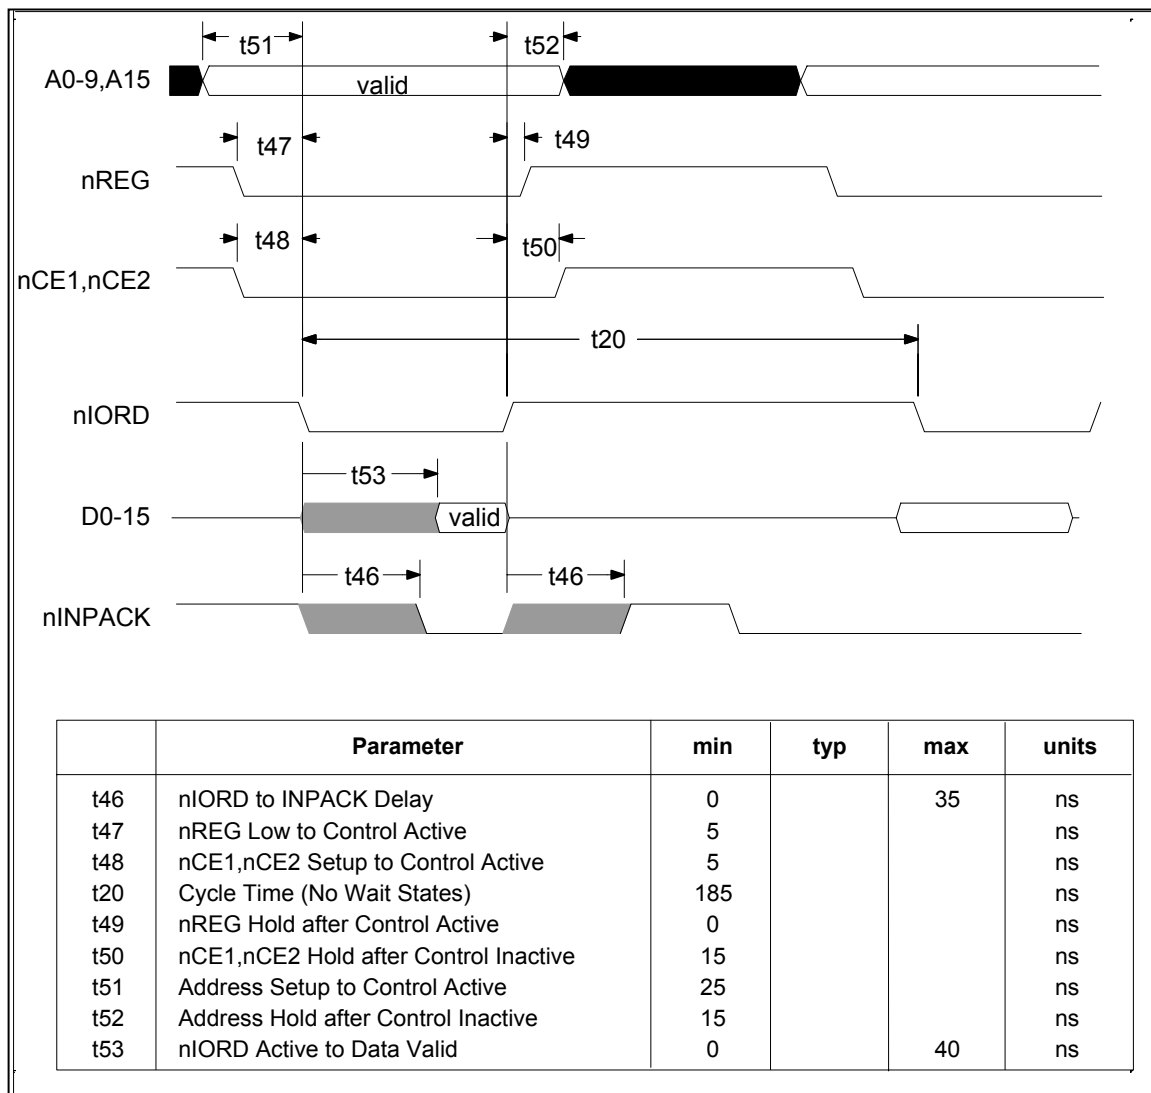 t51 t52
A0-9,A15 valid
t47 t49
nREG
t48 t50
nCE1,nCE2
t20
nIORD
t53
D0-15 valid
t46 t46
nINPACK
Parameter min typ max units
t46 nIORD to INPACK Delay 0 35 ns
t47 nREG Low to Control Active 5 ns
t48 nCE1,nCE2 Setup to Control Active 5 ns
t20 Cycle Time (No Wait States) 185 ns
t49 nREG Hold after Control Active 0 ns
t50 nCE1,nCE2 Hold after Control Inactive 15 ns
t51 Address Setup to Control Active 25 ns
t52 Address Hold after Control Inactive 15 ns
t53 nIORD Active to Data Valid 0 40 ns